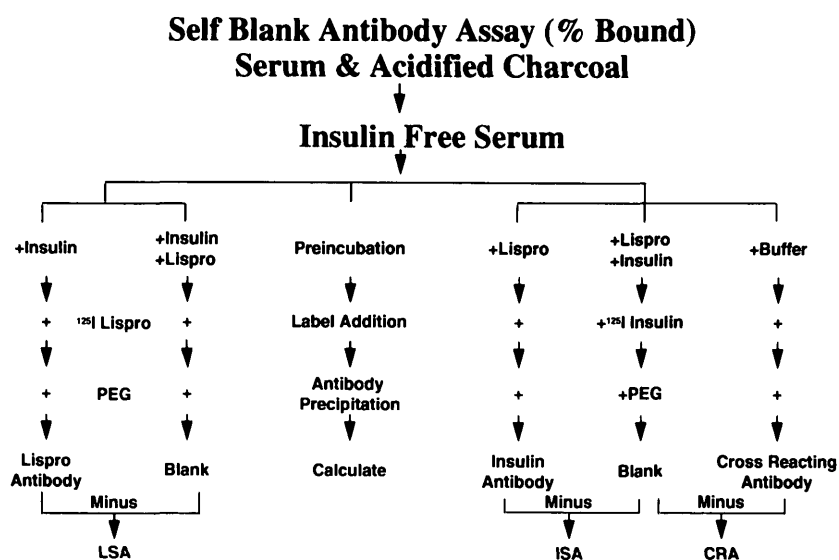 Self Blank Antibody Assay (% Bound)
Serum & Acidified Charcoal
Insulin Free Serum
+Insulin
+Insulin
+Lispro
Preincubation
+Lispro
+Lispro
+Insulin
+Buffer
+ ¹²⁵I Lispro +
Label Addition
+
+¹²⁵I Insulin
+
+ PEG +
Antibody
Precipitation
+
+PEG
+
Lispro
Antibody
Blank
Calculate
Insulin
Antibody
Blank
Cross Reacting
Antibody
Minus
Minus
Minus
LSA
ISA
CRA